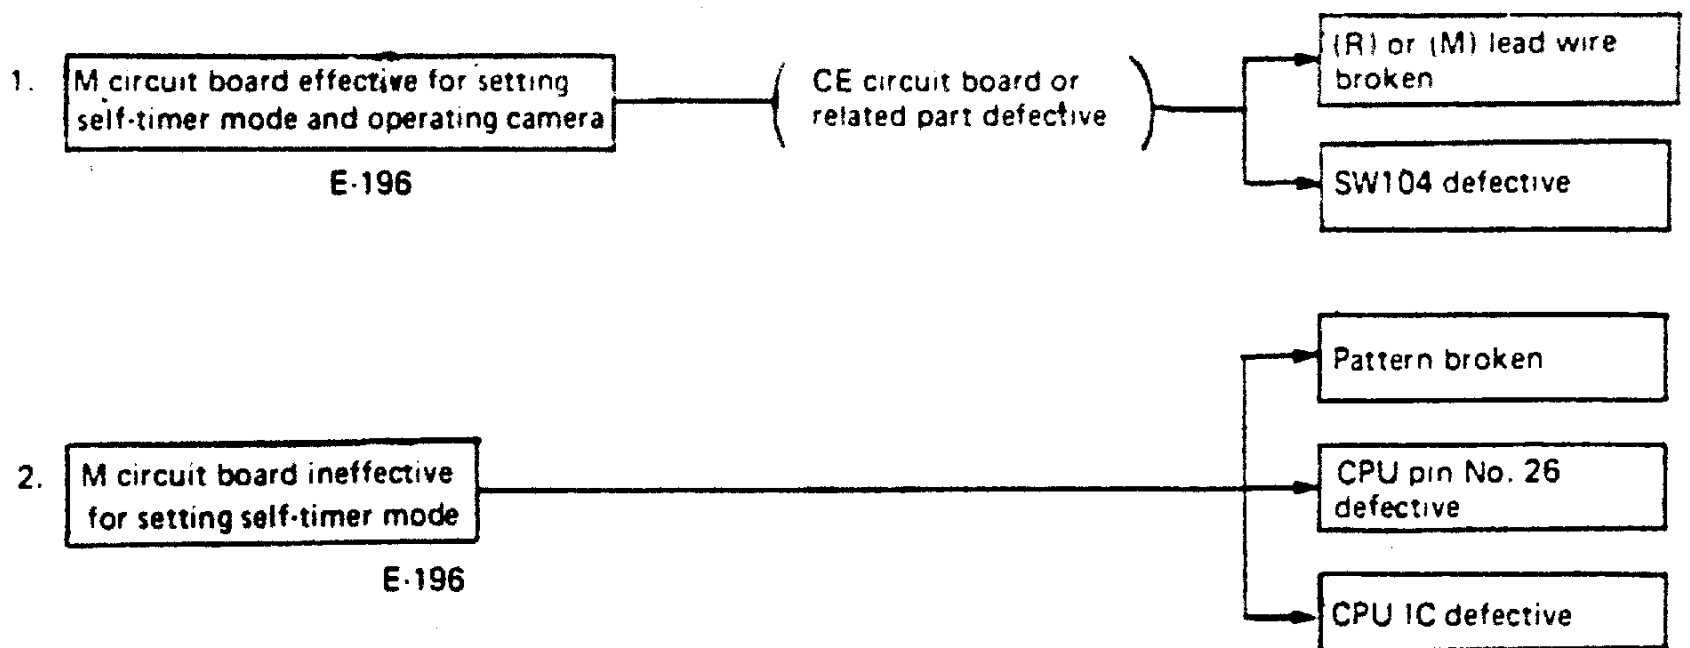 1. M circuit board effective for setting
self-timer mode and operating camera
E-196
CE circuit board or
related part defective
(R) or (M) lead wire
broken
SW104 defective
2. M circuit board ineffective
for setting self-timer mode
E-196
Pattern broken
CPU pin No. 26
defective
CPU IC defective